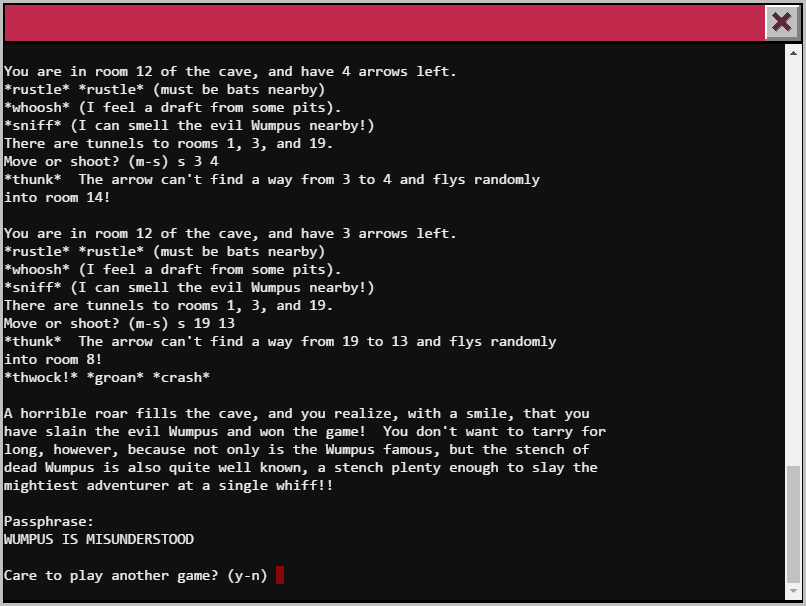 You are in room 12 of the cave, and have 4 arrows left.
*rustle* *rustle* (must be bats nearby)
*whoosh* (I feel a draft from some pits).
*sniff* (I can smell the evil Wumpus nearby!)
There are tunnels to rooms 1, 3, and 19.
Move or shoot? (m-s) s 3 4
*thunk*  The arrow can't find a way from 3 to 4 and flys randomly
into room 14!

You are in room 12 of the cave, and have 3 arrows left.
*rustle* *rustle* (must be bats nearby)
*whoosh* (I feel a draft from some pits).
*sniff* (I can smell the evil Wumpus nearby!)
There are tunnels to rooms 1, 3, and 19.
Move or shoot? (m-s) s 19 13
*thunk*  The arrow can't find a way from 19 to 13 and flys randomly
into room 8!
*thwock!* *groan* *crash*

A horrible roar fills the cave, and you realize, with a smile, that you
have slain the evil Wumpus and won the game!  You don't want to tarry for
long, however, because not only is the Wumpus famous, but the stench of
dead Wumpus is also quite well known, a stench plenty enough to slay the
mightiest adventurer at a single whiff!!

Passphrase:
WUMPUS IS MISUNDERSTOOD

Care to play another game? (y-n)